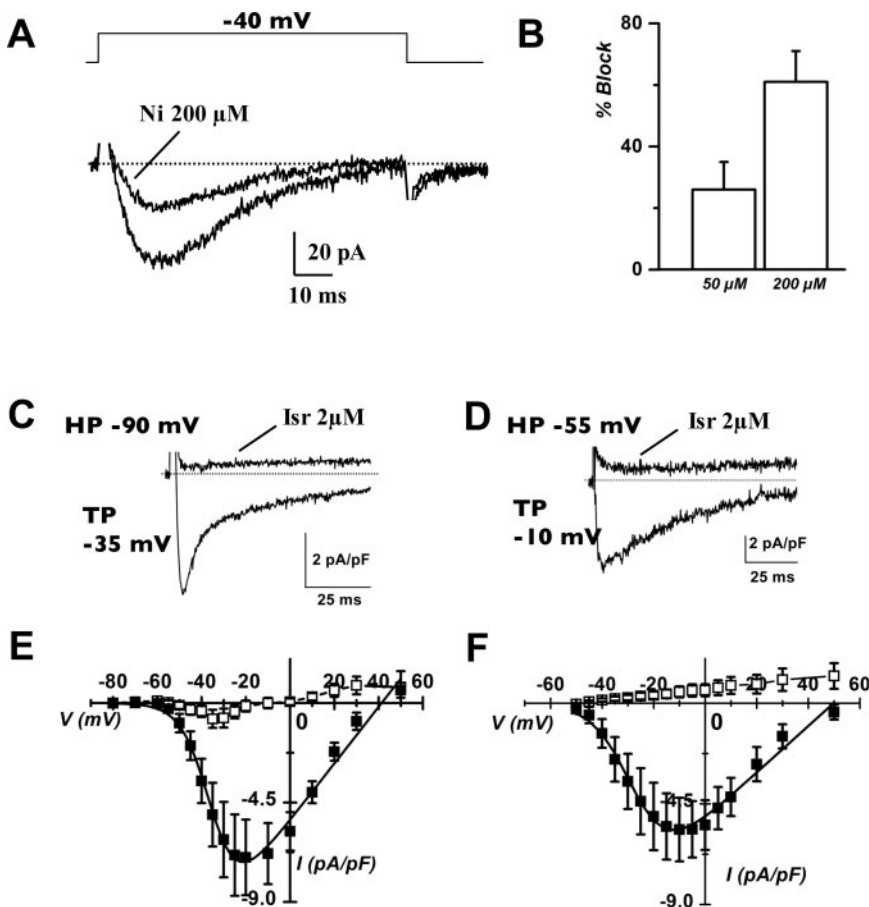 A
-40 mV
Ni 200 µM
20 pA
10 ms
B
% Block
80
40
0
50 µM
200 µM
C
HP -90 mV
Isr 2µM
TP
-35 mV
2 pA/pF
25 ms
D
HP -55 mV
Isr 2µM
TP
-10 mV
2 pA/pF
25 ms
E
-80 -60 -40 -20 20 40 60
V (mV)
0
-4.5
I (pA/pF)
-9.0
F
-60 -40 -20 20 40 60
V (mV)
0
-4.5
I (pA/pF)
-9.0